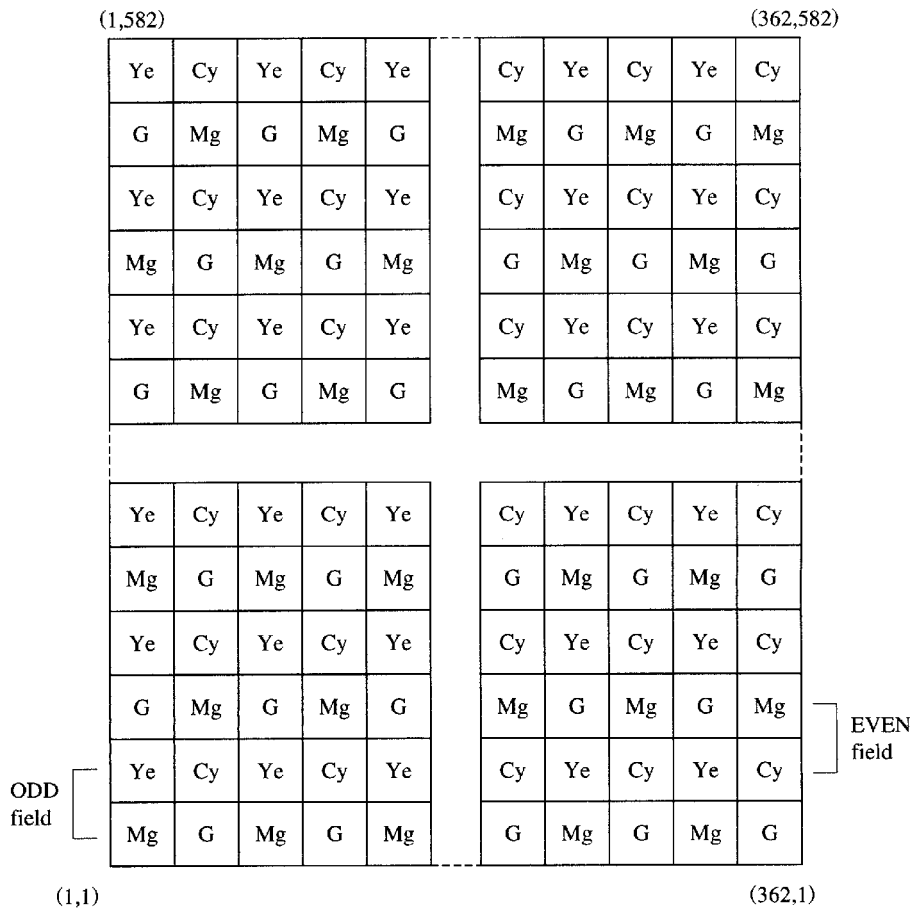 (1,582) (362,582)
Ye Cy Ye Cy Ye Cy Ye Cy Ye Cy
G Mg G Mg G Mg G Mg G Mg
Ye Cy Ye Cy Ye Cy Ye Cy Ye Cy
Mg G Mg G Mg G Mg G Mg G
Ye Cy Ye Cy Ye Cy Ye Cy Ye Cy
G Mg G Mg G Mg G Mg G Mg
Ye Cy Ye Cy Ye Cy Ye Cy Ye Cy
Mg G Mg G Mg G Mg G Mg G
Ye Cy Ye Cy Ye Cy Ye Cy Ye Cy
G Mg G Mg G Mg G Mg G Mg
EVEN
field
Ye Cy Ye Cy Ye Cy Ye Cy Ye Cy
ODD
field
Mg G Mg G Mg G Mg G Mg G
(1,1) (362,1)